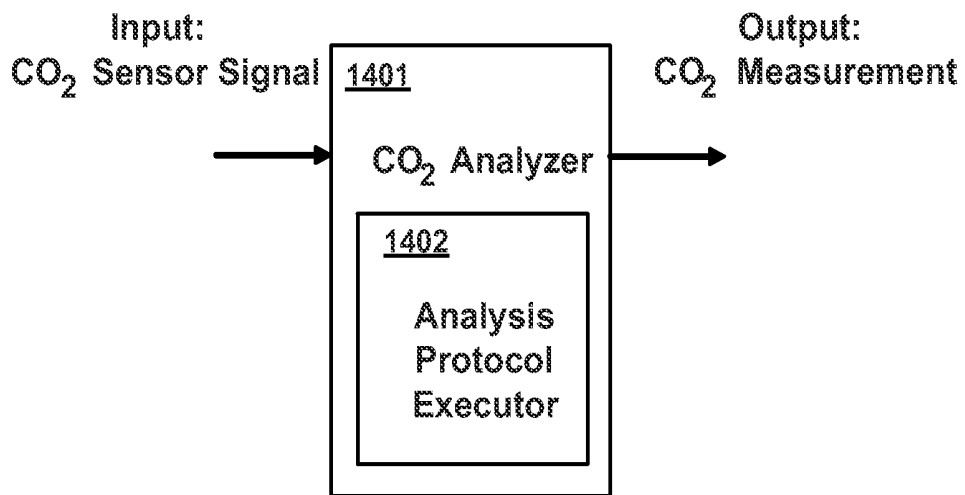 Input:
CO₂ Sensor Signal
Output:
CO₂ Measurement
1401
CO₂ Analyzer
1402
Analysis
Protocol
Executor